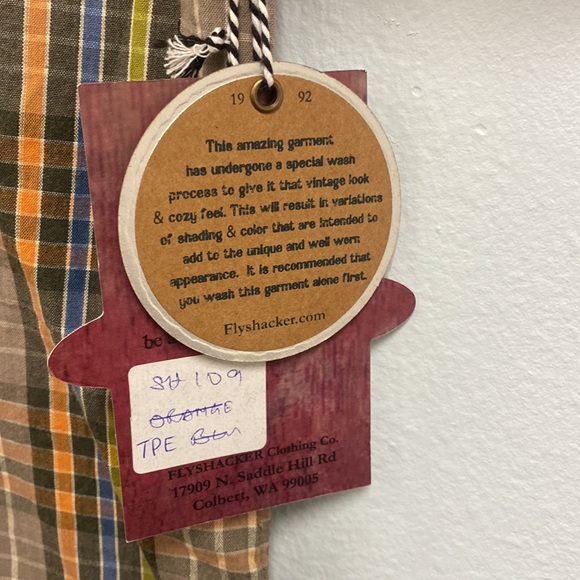 19 92
This amazing garment
has undergone a special wash
process to give it that vintage look
& cozy feel. This will result in variations
of shading & color that are intended to
add to the unique and well worn
appearance. It is recommended that
you wash this garment alone first.
Flyshacker.com
be
SH109
ORANGE
TPE BLU
FLYSHACKER Clothing Co.
17909 N. Saddle Hill Rd
Colbert, WA 99005